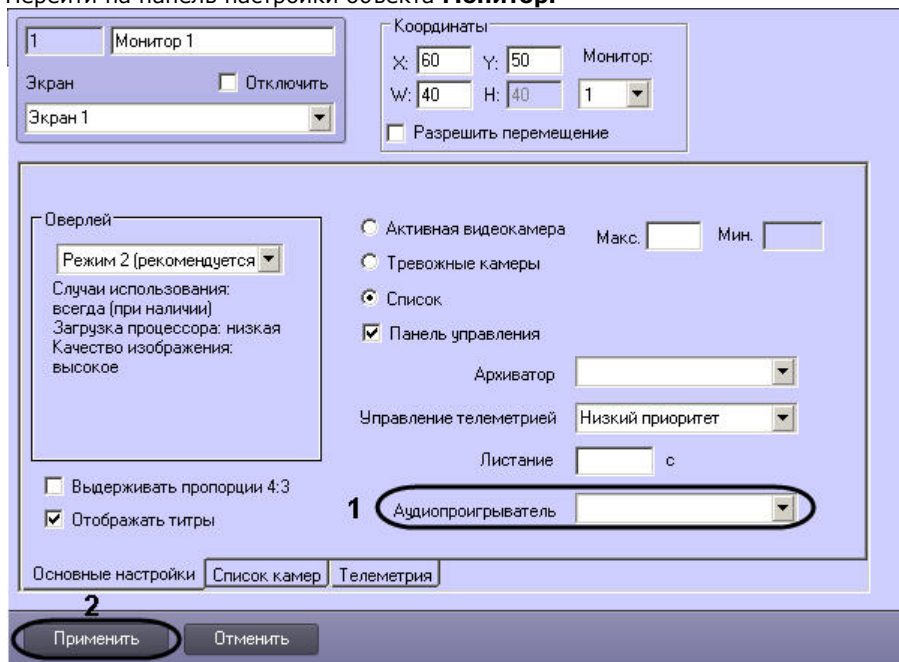 Перейти на панель настройки объекта Монитор.
1 Монитор 1
Экран Отключить
Экран 1
Координаты
X: 60 Y: 50 Монитор:
W: 40 H: 40 1
Разрешить перемещение
Оверлей
Режим 2 (рекомендуется
Случаи использования:
всегда (при наличии)
Загрузка процессора: низкая
Качество изображения:
высокое
Выдерживать пропорции 4:3
Отображать титры
Активная видеокамера Макс. Мин.
Тревожные камеры
Список
Панель управления
Архиватор
Управление телеметрией Низкий приоритет
Листание с
1 Аудиопроигрыватель
Основные настройки Список камер Телеметрия
2
Применить Отменить